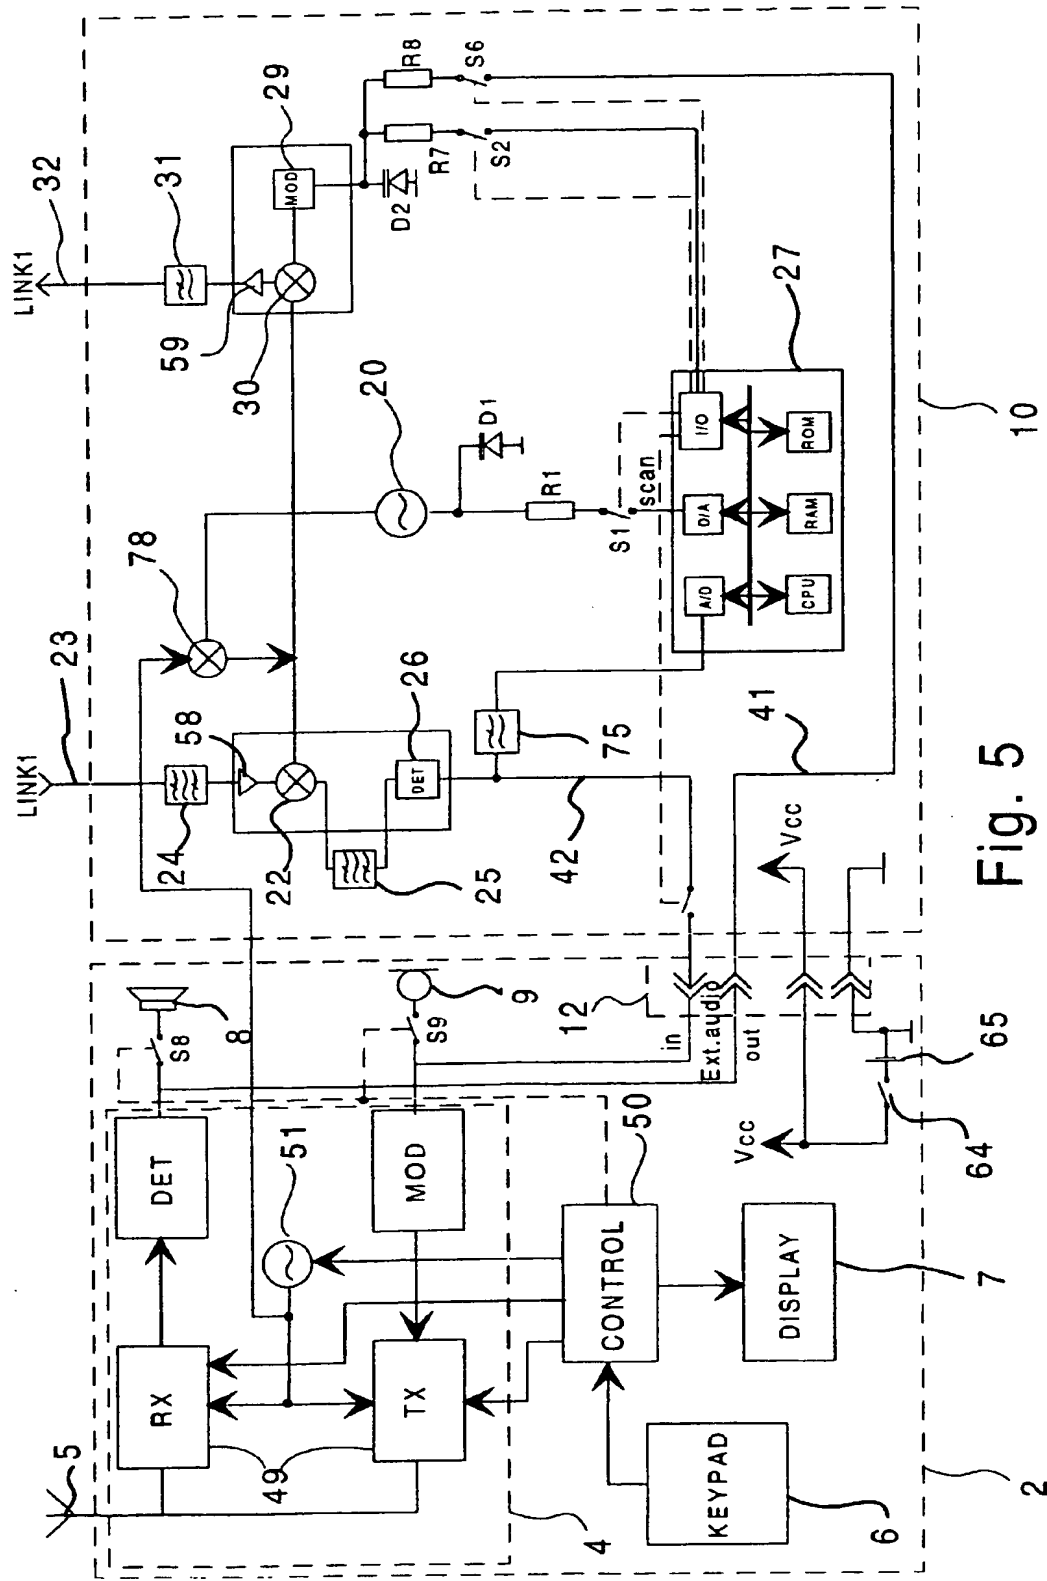 5
49
RX
DET
S8
8
51
TX
MOD
S9
9
4
CONTROL
50
KEYPAD
6
DISPLAY
7
2
12
in
Ext.audio
out
Vcc
64
65
Vcc
LINK1
23
24
58
22
25
DET
26
78
42
75
41
20
D1
R1
S1
scan
A/D
D/A
I/O
CPU
RAM
ROM
27
LINK1
32
31
59
30
MOD
29
D2
R7
S2
R8
S6
10
Fig. 5